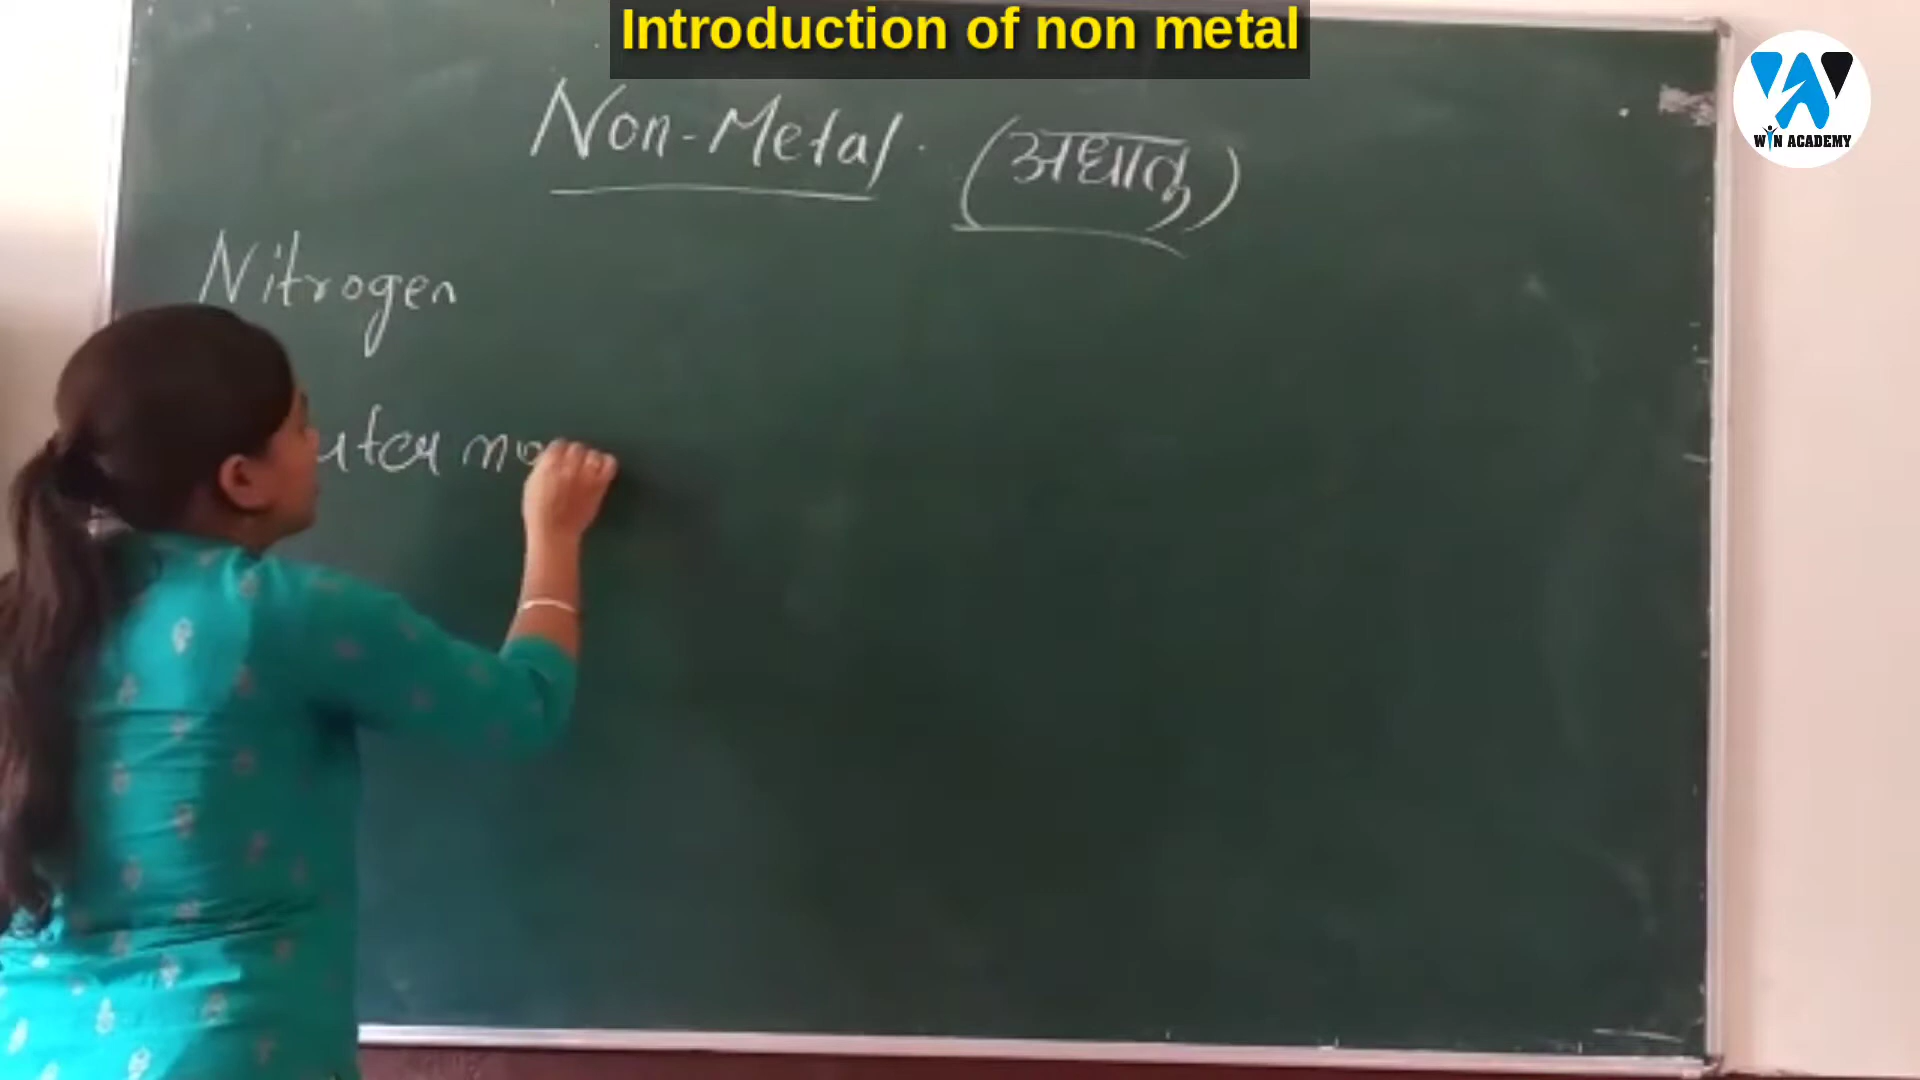 Introduction of non metal
WIN ACADEMY
Non-Metal. (अधातु)
Nitrogen